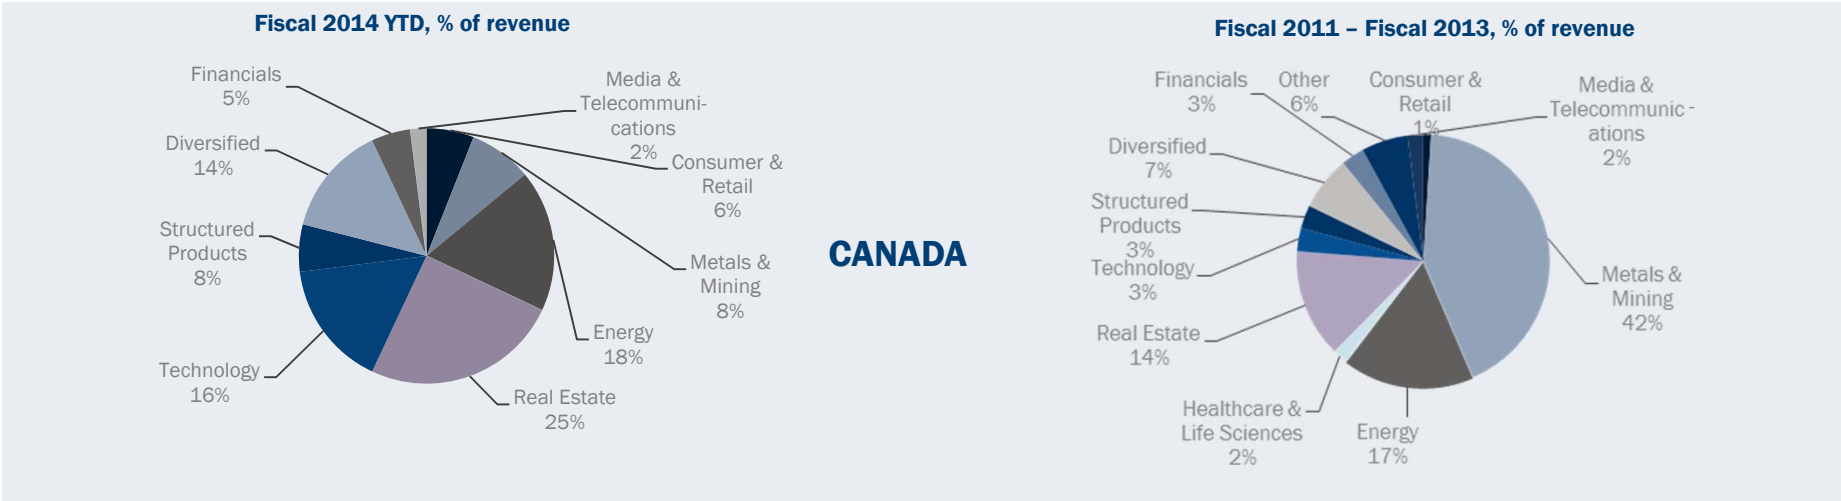 Fiscal 2014 YTD, % of revenue
Financials
5%
Media &
Telecommuni-
cations
2%
Diversified
14%
Consumer &
Retail
6%
Structured
Products
8%
Metals &
Mining
8%
Energy
18%
Technology
16%
Real Estate
25%
CANADA
Fiscal 2011 – Fiscal 2013, % of revenue
Financials
3%
Other
6%
Consumer &
Retail
1%
Media &
Telecommunic -
ations
2%
Diversified
7%
Structured
Products
3%
Technology
3%
Metals &
Mining
42%
Real Estate
14%
Healthcare &
Life Sciences
2%
Energy
17%